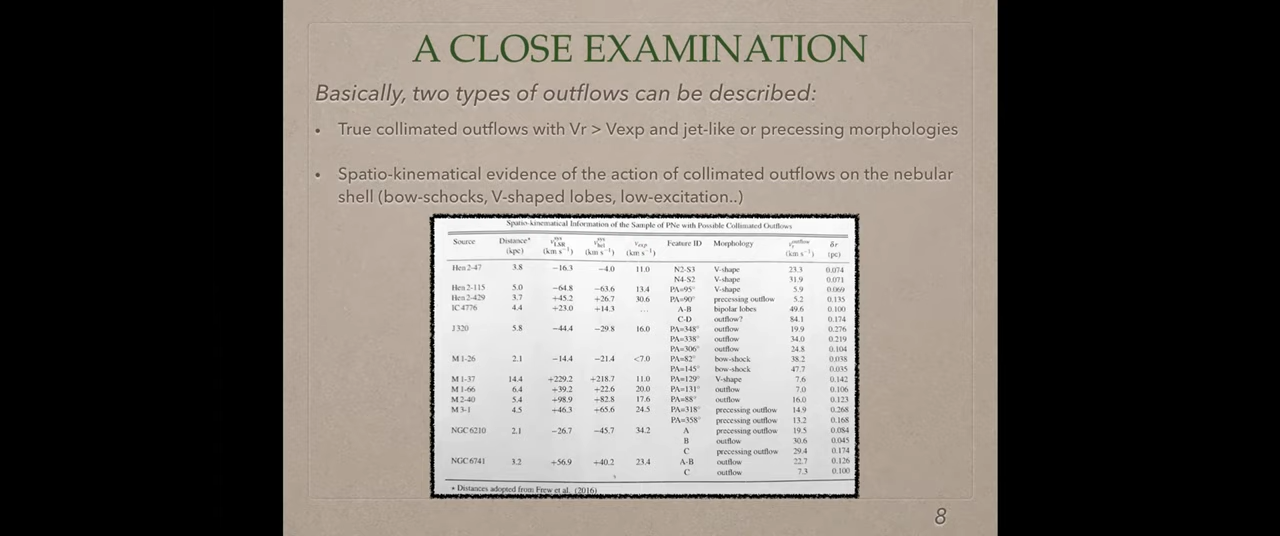 A CLOSE EXAMINATION
Basically, two types of outflows can be described:
• True collimated outflows with Vr > Vexp and jet-like or precessing morphologies
• Spatio-kinematical evidence of the action of collimated outflows on the nebular
shell (bow-schocks, V-shaped lobes, low-excitation..)
Spatio-kinematical Information of the Sample of PNe with Possible Collimated Outflows
Source Distance* v sys LSR v sys hel vexp Feature ID Morphology v outflow r δr
(kpc) (km s−1) (km s−1) (km s−1) (km s−1) (pc)
Hen 2-47 3.8 −16.3 −4.0 11.0 N2-S3 V-shape 23.3 0.074
N4-S2 V-shape 31.9 0.071
Hen 2-115 5.0 −64.8 −63.6 13.4 PA=95° V-shape 5.9 0.069
Hen 2-429 3.7 +45.2 +26.7 30.6 PA=90° precessing outflow 5.2 0.135
IC 4776 4.4 +23.0 +14.3 ... A-B bipolar lobes 49.6 0.100
C-D outflow? 84.1 0.174
J 320 5.8 −44.4 −29.8 16.0 PA=348° outflow 19.9 0.276
PA=338° outflow 34.0 0.219
PA=306° outflow 24.8 0.104
M 1-26 2.1 −14.4 −21.4 <7.0 PA=82° bow-shock 38.2 0.038
PA=145° bow-shock 47.7 0.035
M 1-37 14.4 +229.2 +218.7 11.0 PA=129° V-shape 7.6 0.142
M 1-66 6.4 +39.2 +22.6 20.0 PA=131° outflow 7.0 0.106
M 2-40 5.4 +98.9 +82.8 17.6 PA=88° outflow 16.0 0.123
M 3-1 4.5 +46.3 +65.6 24.5 PA=318° precessing outflow 14.9 0.268
PA=358° precessing outflow 13.2 0.168
NGC 6210 2.1 −26.7 −45.7 34.2 A precessing outflow 19.5 0.084
B outflow 30.6 0.045
C precessing outflow 29.4 0.174
NGC 6741 3.2 +56.9 +40.2 23.4 A-B outflow 22.7 0.126
C outflow 7.3 0.100
* Distances adopted from Frew et al. (2016)
8